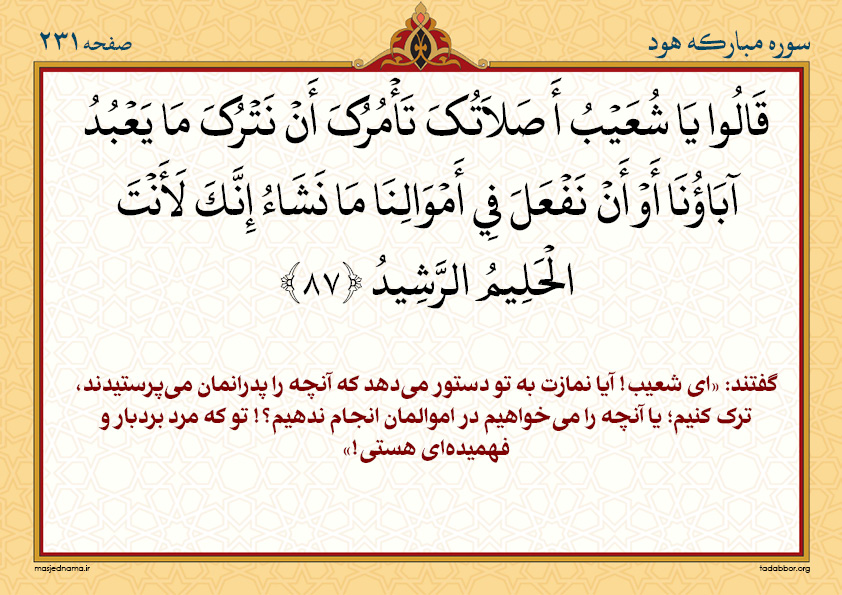 سوره مبارکه هود
صفحه ۲۳۱
قَالُوا يَا شُعَيْبُ أَصَلَاتُكَ تَأْمُرُكَ أَنْ نَتْرُكَ مَا يَعْبُدُ
آبَاؤُنَا أَوْ أَنْ نَفْعَلَ فِي أَمْوَالِنَا مَا نَشَاءُ إِنَّكَ لَأَنْتَ
الْحَلِيمُ الرَّشِيدُ ﴿۸۷﴾
گفتند: «ای شعیب! آیا نمازت به تو دستور می‌دهد که آنچه را پدرانمان می‌پرستیدند،
ترک کنیم؛ یا آنچه را می‌خواهیم در اموالمان انجام ندهیم؟! تو که مرد بردبار و
فهمیده‌ای هستی!»
masjednama.ir
tadabbor.org